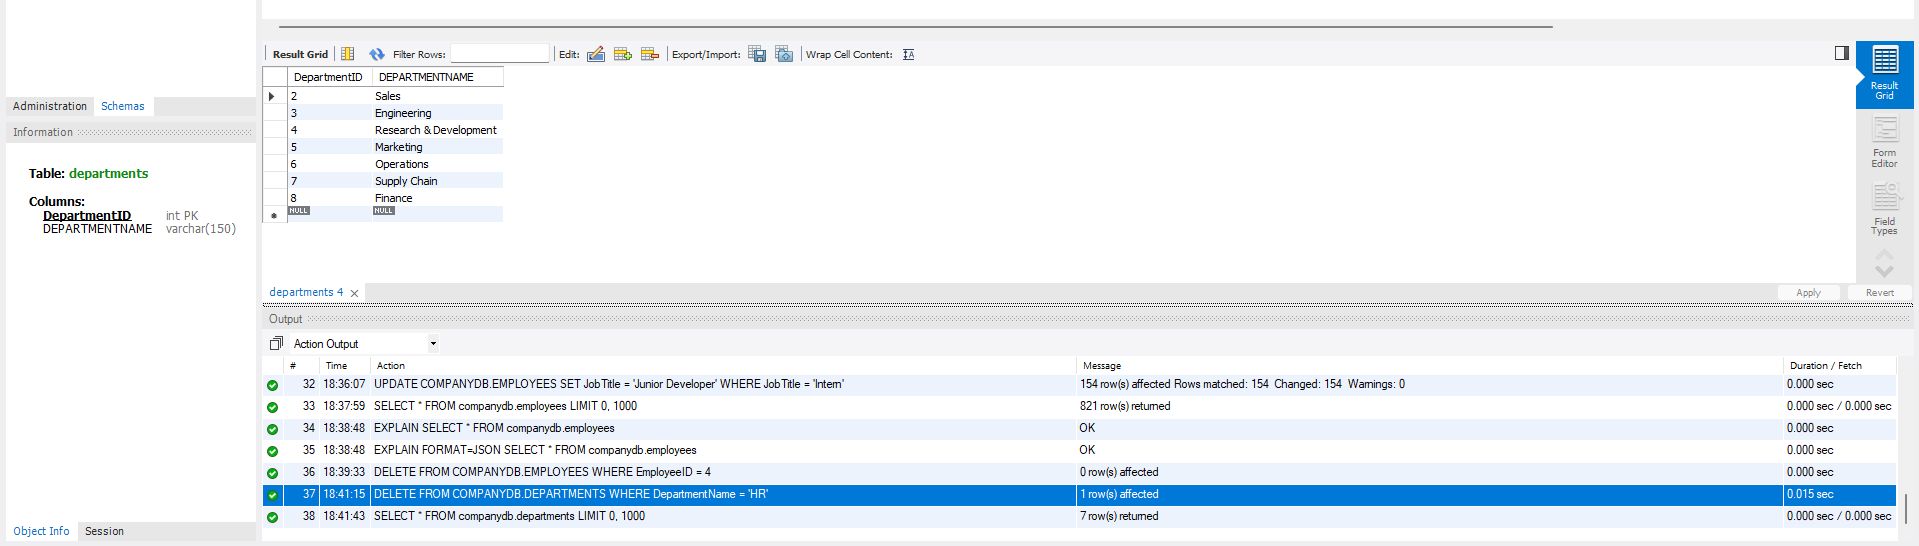 Result Grid Filter Rows: Edit: Export/Import: Wrap Cell Content:
DepartmentID DEPARTMENTNAME
2 Sales
3 Engineering
4 Research & Development
5 Marketing
6 Operations
7 Supply Chain
8 Finance
NULL NULL
Result
Grid
Form
Editor
Field
Types
Administration Schemas
Information
Table: departments
Columns:
DepartmentID int PK
DEPARTMENTNAME varchar(150)
departments 4
Apply Revert
Output
Action Output
# Time Action Message Duration / Fetch
32 18:36:07 UPDATE COMPANYDB.EMPLOYEES SET JobTitle = 'Junior Developer' WHERE JobTitle = 'Intern' 154 row(s) affected Rows matched: 154 Changed: 154 Warnings: 0 0.000 sec
33 18:37:59 SELECT * FROM companydb.employees LIMIT 0, 1000 821 row(s) returned 0.000 sec / 0.000 sec
34 18:38:48 EXPLAIN SELECT * FROM companydb.employees OK 0.000 sec
35 18:38:48 EXPLAIN FORMAT=JSON SELECT * FROM companydb.employees OK 0.000 sec
36 18:39:33 DELETE FROM COMPANYDB.EMPLOYEES WHERE EmployeeID = 4 0 row(s) affected 0.000 sec
37 18:41:15 DELETE FROM COMPANYDB.DEPARTMENTS WHERE DepartmentName = 'HR' 1 row(s) affected 0.015 sec
38 18:41:43 SELECT * FROM companydb.departments LIMIT 0, 1000 7 row(s) returned 0.000 sec / 0.000 sec
Object Info Session